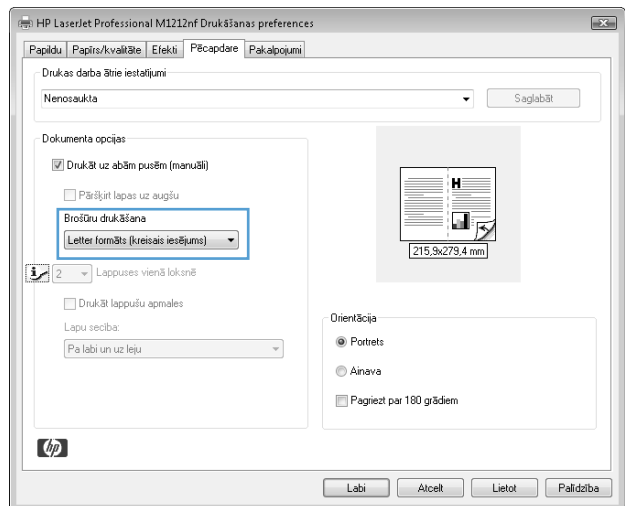 HP LaserJet Professional M1212nf Drukāšanas preferences
Papildu Papīrs/kvalitāte Efekti Pēcapdare Pakalpojumi
Drukas darba ātrie iestatījumi
Nenosaukta
Saglabāt
Dokumenta opcijas
Drukāt uz abām pusēm (manuāli)
Pāršķirt lapas uz augšu
Brošūru drukāšana
Letter formāts (kreisais iesējums)
2 Lappuses vienā loksnē
Drukāt lappušu apmales
Lapu secība:
Pa labi un uz leju
H
215,9x279,4 mm
Orientācija
Portrets
Ainava
Pagriezt par 180 grādiem
hp
Labi Atcelt Lietot Palīdzība